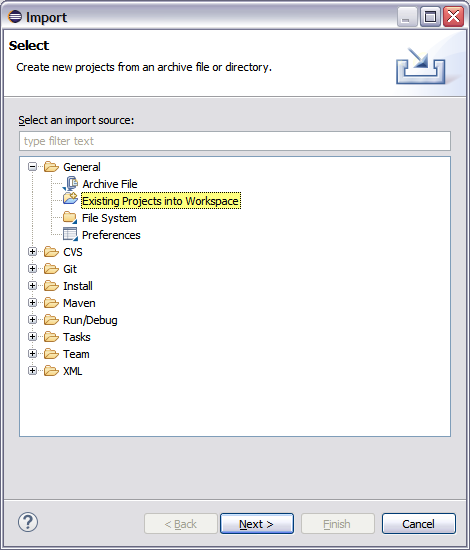 Import
Select
Create new projects from an archive file or directory.
Select an import source:
type filter text
General
Archive File
Existing Projects into Workspace
File System
Preferences
CVS
Git
Install
Maven
Run/Debug
Tasks
Team
XML
? < Back Next > Finish Cancel